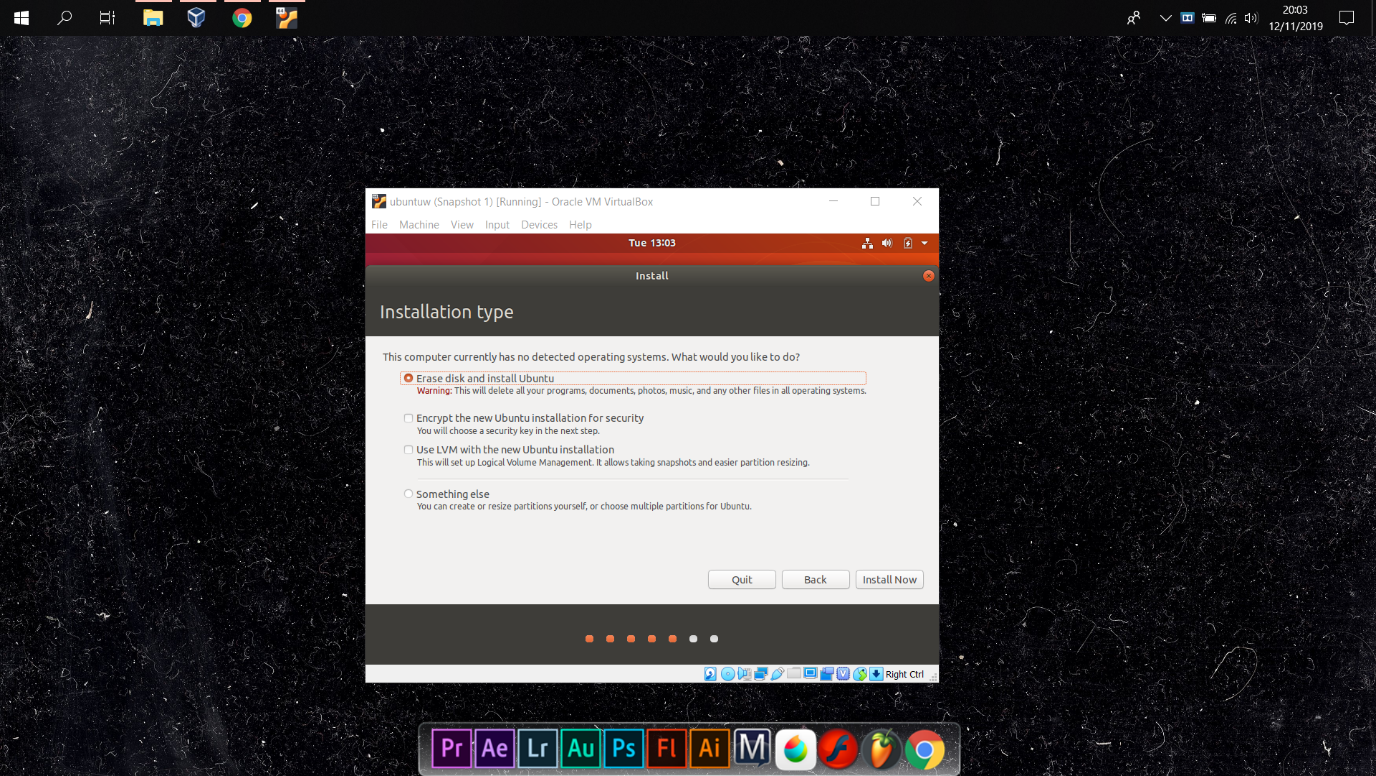 20:03
12/11/2019
ubuntuw (Snapshot 1) [Running] - Oracle VM VirtualBox
File Machine View Input Devices Help
Tue 13:03
Install
Installation type
This computer currently has no detected operating systems. What would you like to do?
Erase disk and install Ubuntu
Warning: This will delete all your programs, documents, photos, music, and any other files in all operating systems.
Encrypt the new Ubuntu installation for security
You will choose a security key in the next step.
Use LVM with the new Ubuntu installation
This will set up Logical Volume Management. It allows taking snapshots and easier partition resizing.
Something else
You can create or resize partitions yourself, or choose multiple partitions for Ubuntu.
Quit Back Install Now
Right Ctrl
Pr Ae Lr Au Ps Fl Ai M